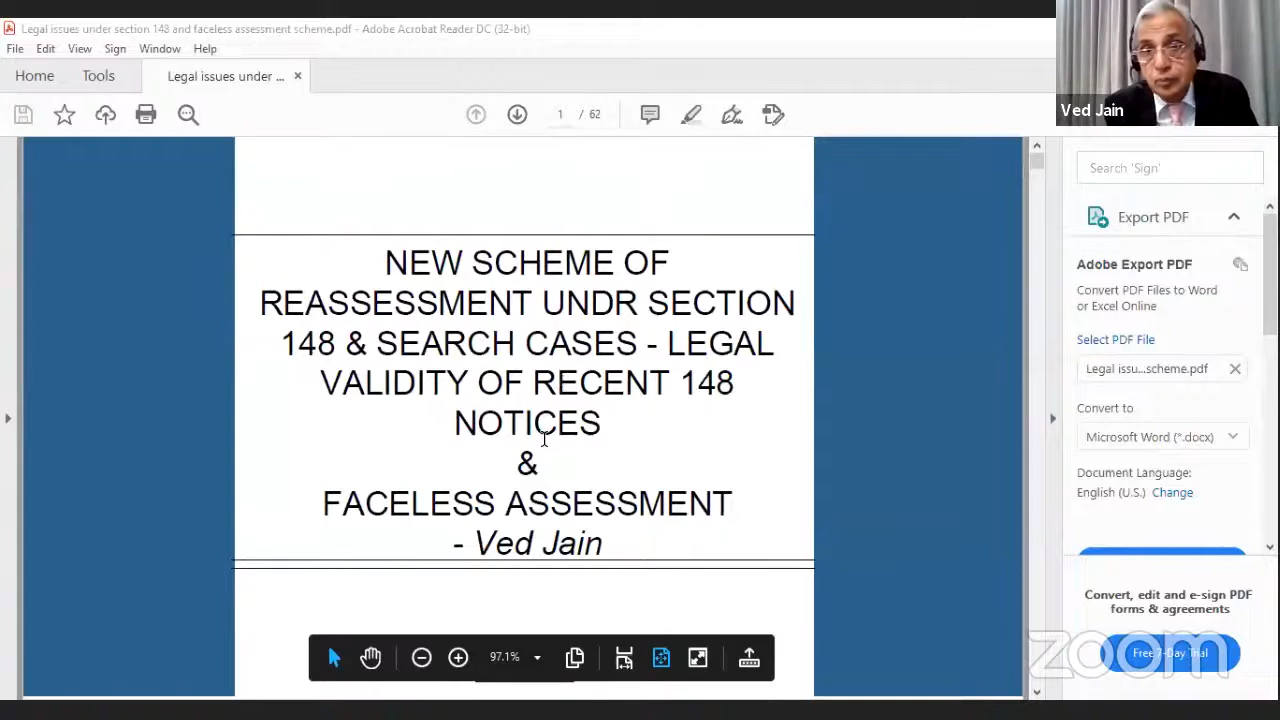 Legal issues under section 148 and faceless assessment scheme.pdf - Adobe Acrobat Reader DC (32-bit)
File Edit View Sign Window Help
Home Tools Legal issues under ... ×
1 / 62
Ved Jain
Search 'Sign'
Export PDF
Adobe Export PDF
Convert PDF Files to Word
or Excel Online
Select PDF File
Legal issu...scheme.pdf
Convert to
Microsoft Word (*.docx)
Document Language:
English (U.S.) Change
Convert, edit and e-sign PDF
forms & agreements
Free 7-Day Trial
zoom
NEW SCHEME OF
REASSESSMENT UNDR SECTION
148 & SEARCH CASES - LEGAL
VALIDITY OF RECENT 148
NOTICES
&
FACELESS ASSESSMENT
- Ved Jain
97.1%